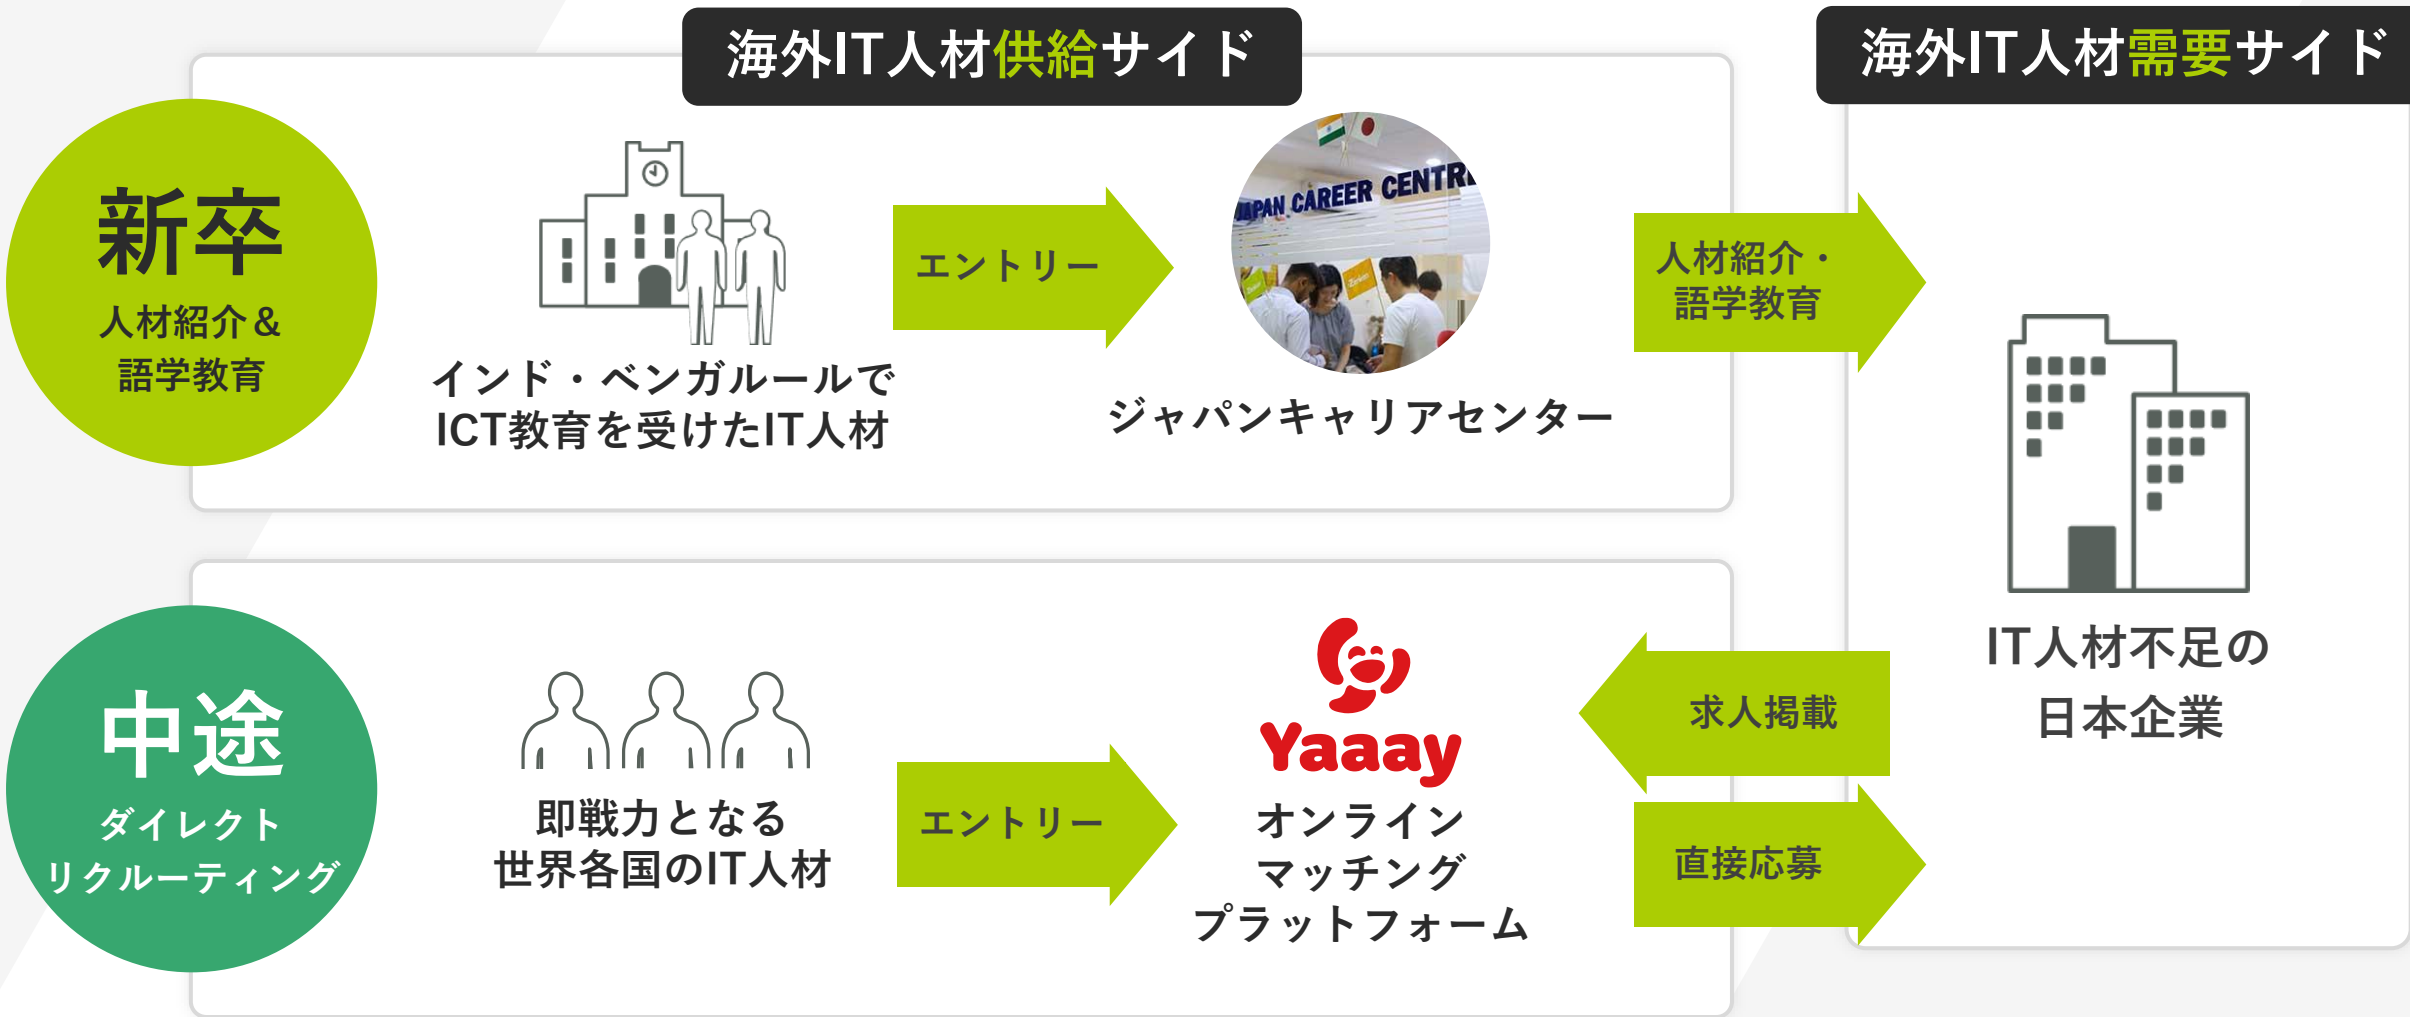 海外IT人材供給サイド
海外IT人材需要サイド
新卒
人材紹介＆
語学教育
インド・ベンガルールで
ICT教育を受けたIT人材
エントリー
JAPAN CAREER CENTRE
ジャパンキャリアセンター
人材紹介・
語学教育
IT人材不足の
日本企業
中途
ダイレクト
リクルーティング
即戦力となる
世界各国のIT人材
エントリー
Yaaay
オンライン
マッチング
プラットフォーム
求人掲載
直接応募